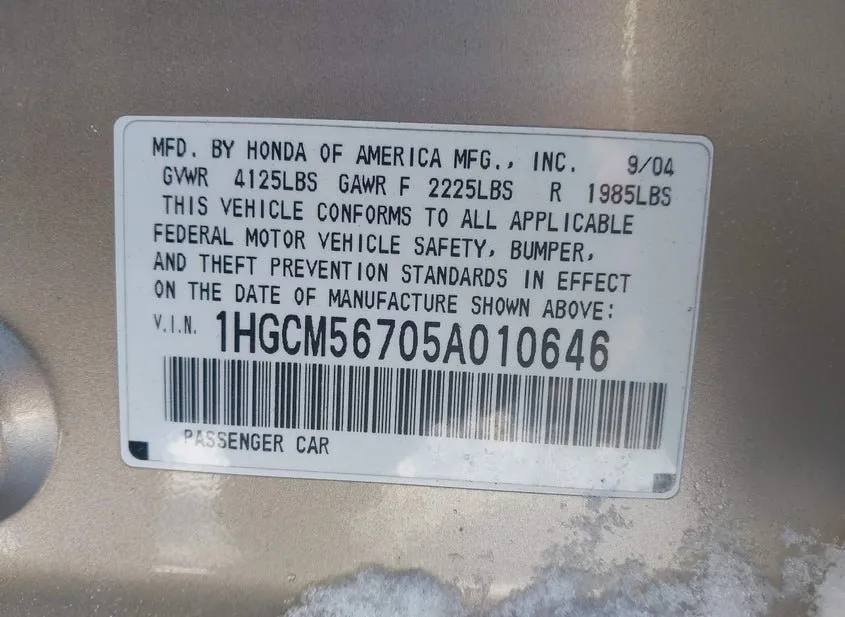 MFD. BY HONDA OF AMERICA MFG., INC. 9/04
GVWR 4125LBS GAWR F 2225LBS R 1985LBS
THIS VEHICLE CONFORMS TO ALL APPLICABLE
FEDERAL MOTOR VEHICLE SAFETY, BUMPER,
AND THEFT PREVENTION STANDARDS IN EFFECT
ON THE DATE OF MANUFACTURE SHOWN ABOVE:
V.I.N. 1HGCM56705A010646
PASSENGER CAR